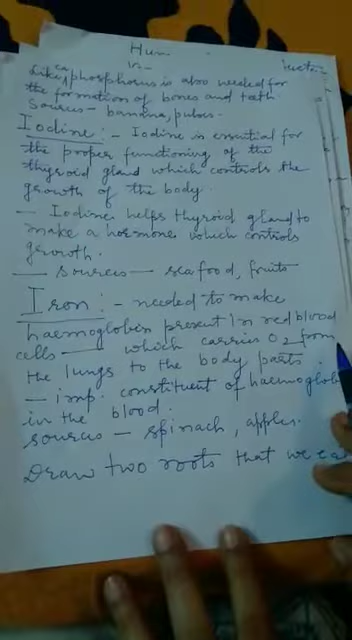 Hum
in
Like, phosphorus is also needed for
the formation of bones and teeth.
Sources - banana, pulses.
Iodine : - Iodine is essential for
the proper functioning of the
thyroid gland which controls the
growth of the body.
— Iodine helps thyroid gland to
make a hormone which controls
growth.
— Sources — seafood, fruits
Iron : - needed to make
haemoglobin present in red blood
cells — which carries O2 from
the lungs to the body parts.
— imp. constituent of haemoglob
in the blood.
sources — spinach, apples.
Draw two roots that we ea